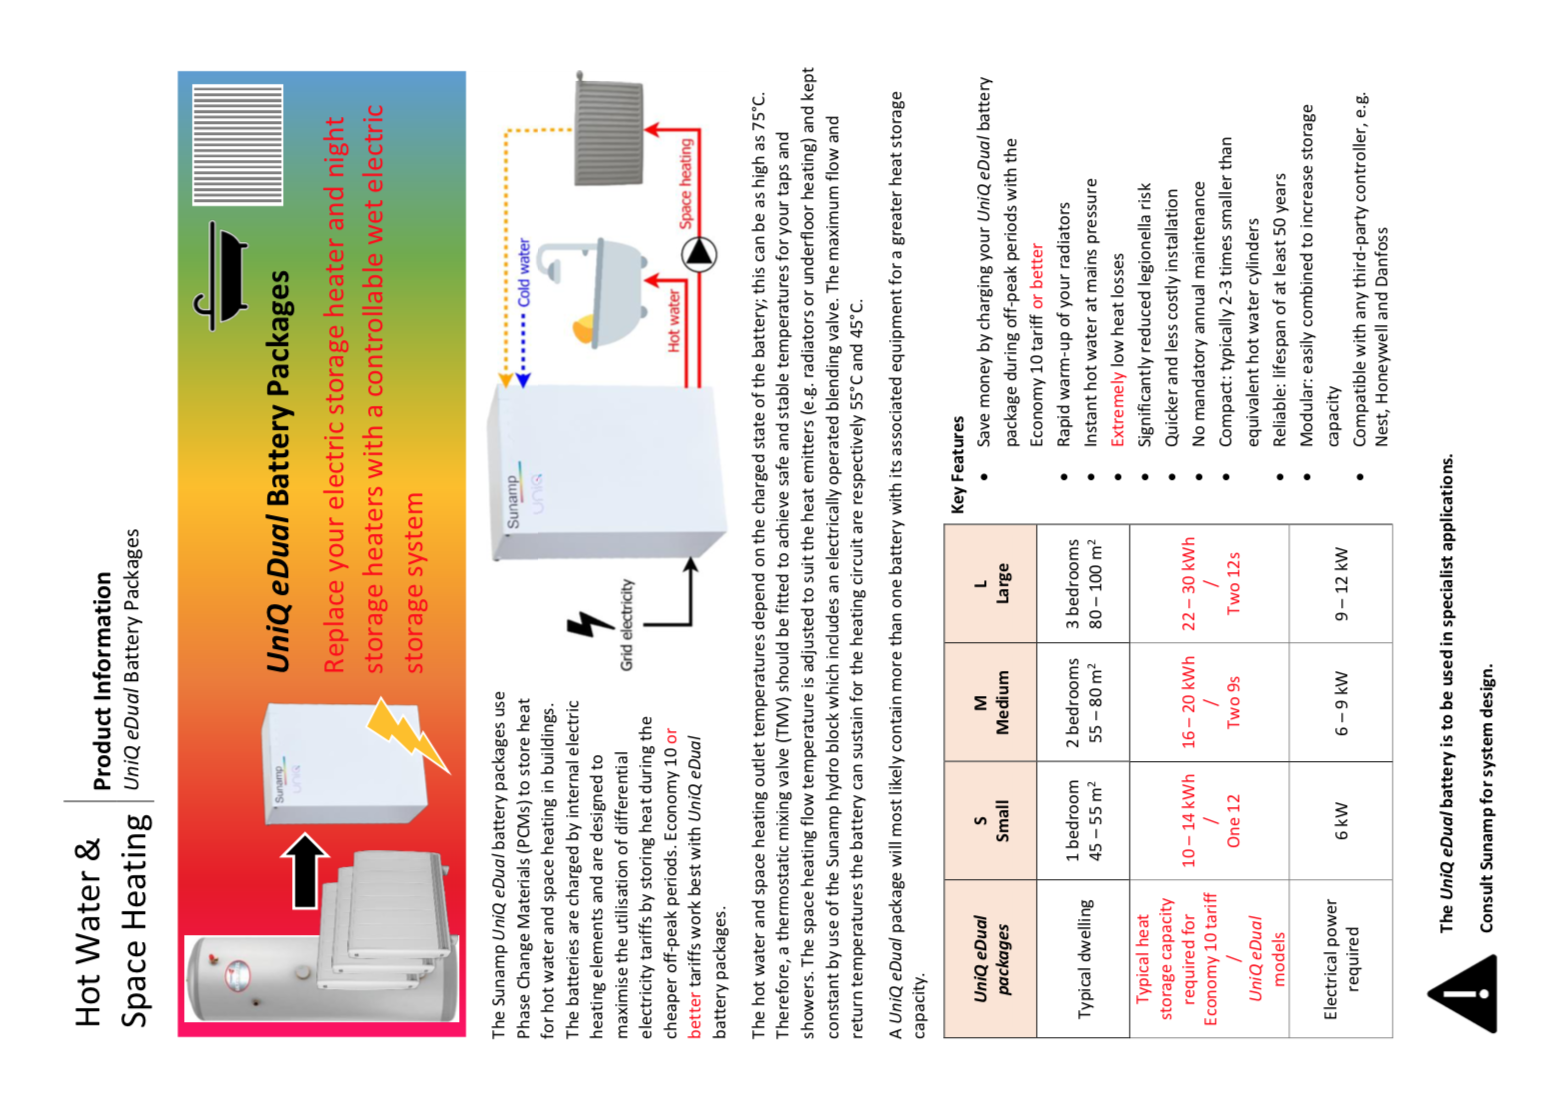 Hot Water &
Space Heating
Product Information
UniQ eDual Battery Packages
UniQ eDual Battery Packages
Replace your electric storage heater and night
storage heaters with a controllable wet electric
storage system
Sunamp
UniQ
The Sunamp UniQ eDual battery packages use
Phase Change Materials (PCMs) to store heat
for hot water and space heating in buildings.
The batteries are charged by internal electric
heating elements and are designed to
maximise the utilisation of differential
electricity tariffs by storing heat during the
cheaper off-peak periods. Economy 10 or
better tariffs work best with UniQ eDual
battery packages.
Grid electricity
Sunamp
UniQ
Cold water
Hot water
Space heating
The hot water and space heating outlet temperatures depend on the charged state of the battery; this can be as high as 75°C.
Therefore, a thermostatic mixing valve (TMV) should be fitted to achieve safe and stable temperatures for your taps and
showers. The space heating flow temperature is adjusted to suit the heat emitters (e.g. radiators or underfloor heating) and kept
constant by use of the Sunamp hydro block which includes an electrically operated blending valve. The maximum flow and
return temperatures the battery can sustain for the heating circuit are respectively 55°C and 45°C.
A UniQ eDual package will most likely contain more than one battery with its associated equipment for a greater heat storage
capacity.
UniQ eDual
packages
S
Small
M
Medium
L
Large
Typical dwelling
1 bedroom
45 – 55 m²
2 bedrooms
55 – 80 m²
3 bedrooms
80 – 100 m²
Typical heat
storage capacity
required for
Economy 10 tariff
/
UniQ eDual
models
10 – 14 kWh
/
One 12
16 – 20 kWh
/
Two 9s
22 – 30 kWh
/
Two 12s
Electrical power
required
6 kW
6 – 9 kW
9 – 12 kW
Key Features
• Save money by charging your UniQ eDual battery
package during off-peak periods with the
Economy 10 tariff or better
• Rapid warm-up of your radiators
• Instant hot water at mains pressure
• Extremely low heat losses
• Significantly reduced legionella risk
• Quicker and less costly installation
• No mandatory annual maintenance
• Compact: typically 2-3 times smaller than
equivalent hot water cylinders
• Reliable: lifespan of at least 50 years
• Modular: easily combined to increase storage
capacity
• Compatible with any third-party controller, e.g.
Nest, Honeywell and Danfoss
The UniQ eDual battery is to be used in specialist applications.
Consult Sunamp for system design.